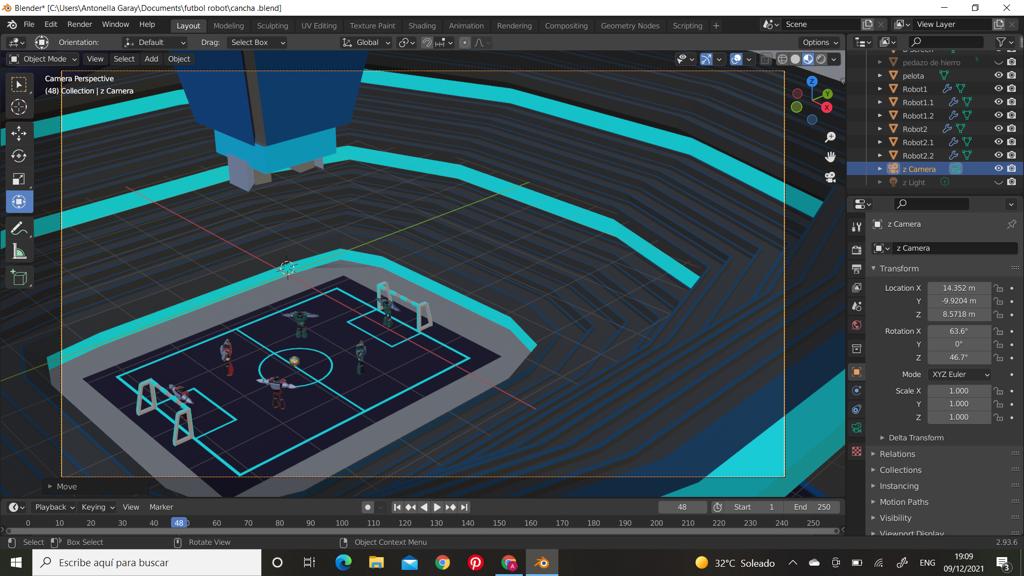 Blender* [C:\Users\Antonella Garay\Documents\futbol robot\cancha .blend]
File Edit Render Window Help Layout Modeling Sculpting UV Editing Texture Paint Shading Animation Rendering Compositing Geometry Nodes Scripting + Scene View Layer
Orientation: Default Drag: Select Box Global Options
Object Mode View Select Add Object
Camera Perspective
(48) Collection | z Camera
pedazo de hierro
pelota
Robot1
Robot1.1
Robot1.2
Robot2
Robot2.1
Robot2.2
z Camera
z Light
Z
Y
X
z Camera
z Camera
Transform
Location X 14.352 m
Y -9.9204 m
Z 8.5718 m
Rotation X 63.6°
Y 0°
Z 46.7°
Mode XYZ Euler
Scale X 1.000
Y 1.000
Z 1.000
Delta Transform
Relations
Collections
Instancing
Motion Paths
Visibility
Viewport Display
Move
Playback Keying View Marker 48 Start 1 End 250
0 10 20 30 40 48 60 70 80 90 100 110 120 130 140 150 160 170 180 190 200 210 220 230 240 250
Select Box Select Rotate View Object Context Menu 2.93.6
Escribe aquí para buscar 32°C Soleado ENG 19:09
09/12/2021 3